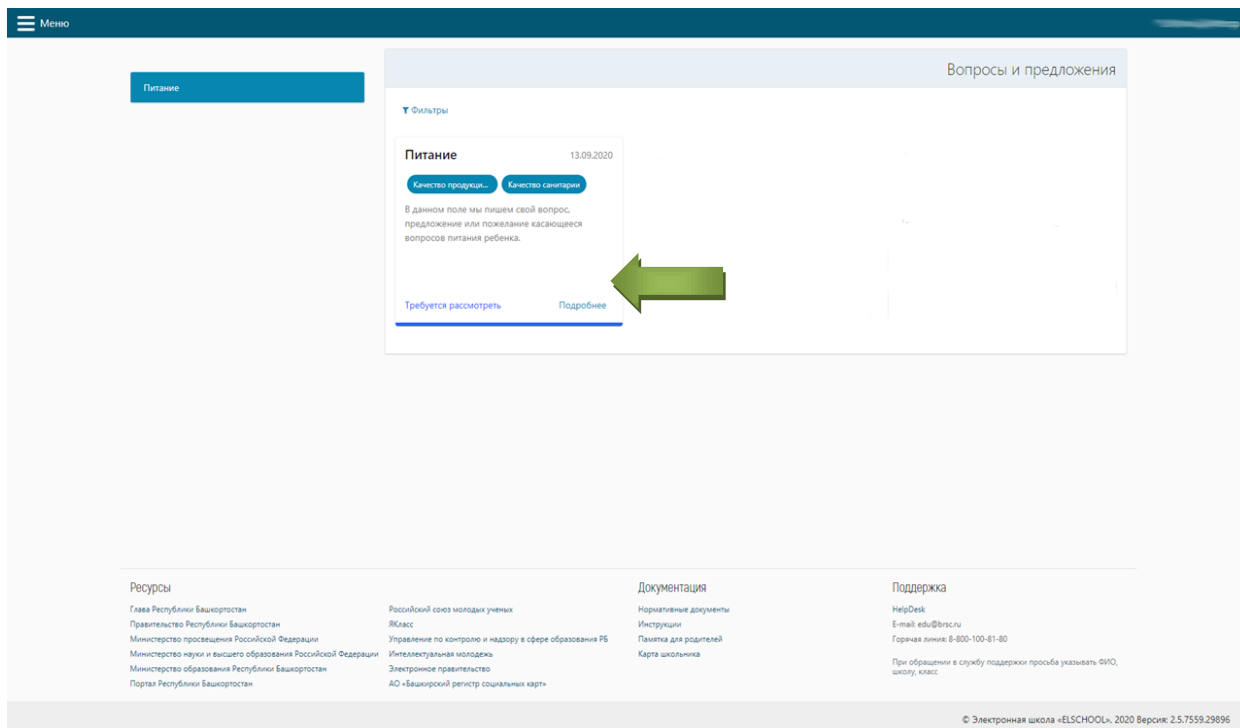 Меню
Питание
Вопросы и предложения
Фильтры
Питание
13.09.2020
Качество продукци...
Качество санитарии
В данном поле мы пишем свой вопрос,
предложение или пожелание касающееся
вопросов питания ребенка.
Требуется рассмотреть
Подробнее
Ресурсы
Глава Республики Башкортостан
Правительство Республики Башкортостан
Министерство просвещения Российской Федерации
Министерство науки и высшего образования Российской Федерации
Министерство образования Республики Башкортостан
Портал Республики Башкортостан
Российский союз молодых ученых
ЯКласс
Управление по контролю и надзору в сфере образования РБ
Интеллектуальная молодежь
Электронное правительство
АО «Башкирский регистр социальных карт»
Документация
Нормативные документы
Инструкции
Памятка для родителей
Карта школьника
Поддержка
HelpDesk
E-mail: edu@brsc.ru
Горячая линия: 8-800-100-81-80
При обращении в службу поддержки просьба указывать ФИО,
школу, класс
© Электронная школа «ELSCHOOL», 2020 Версия: 2.5.7559.29896